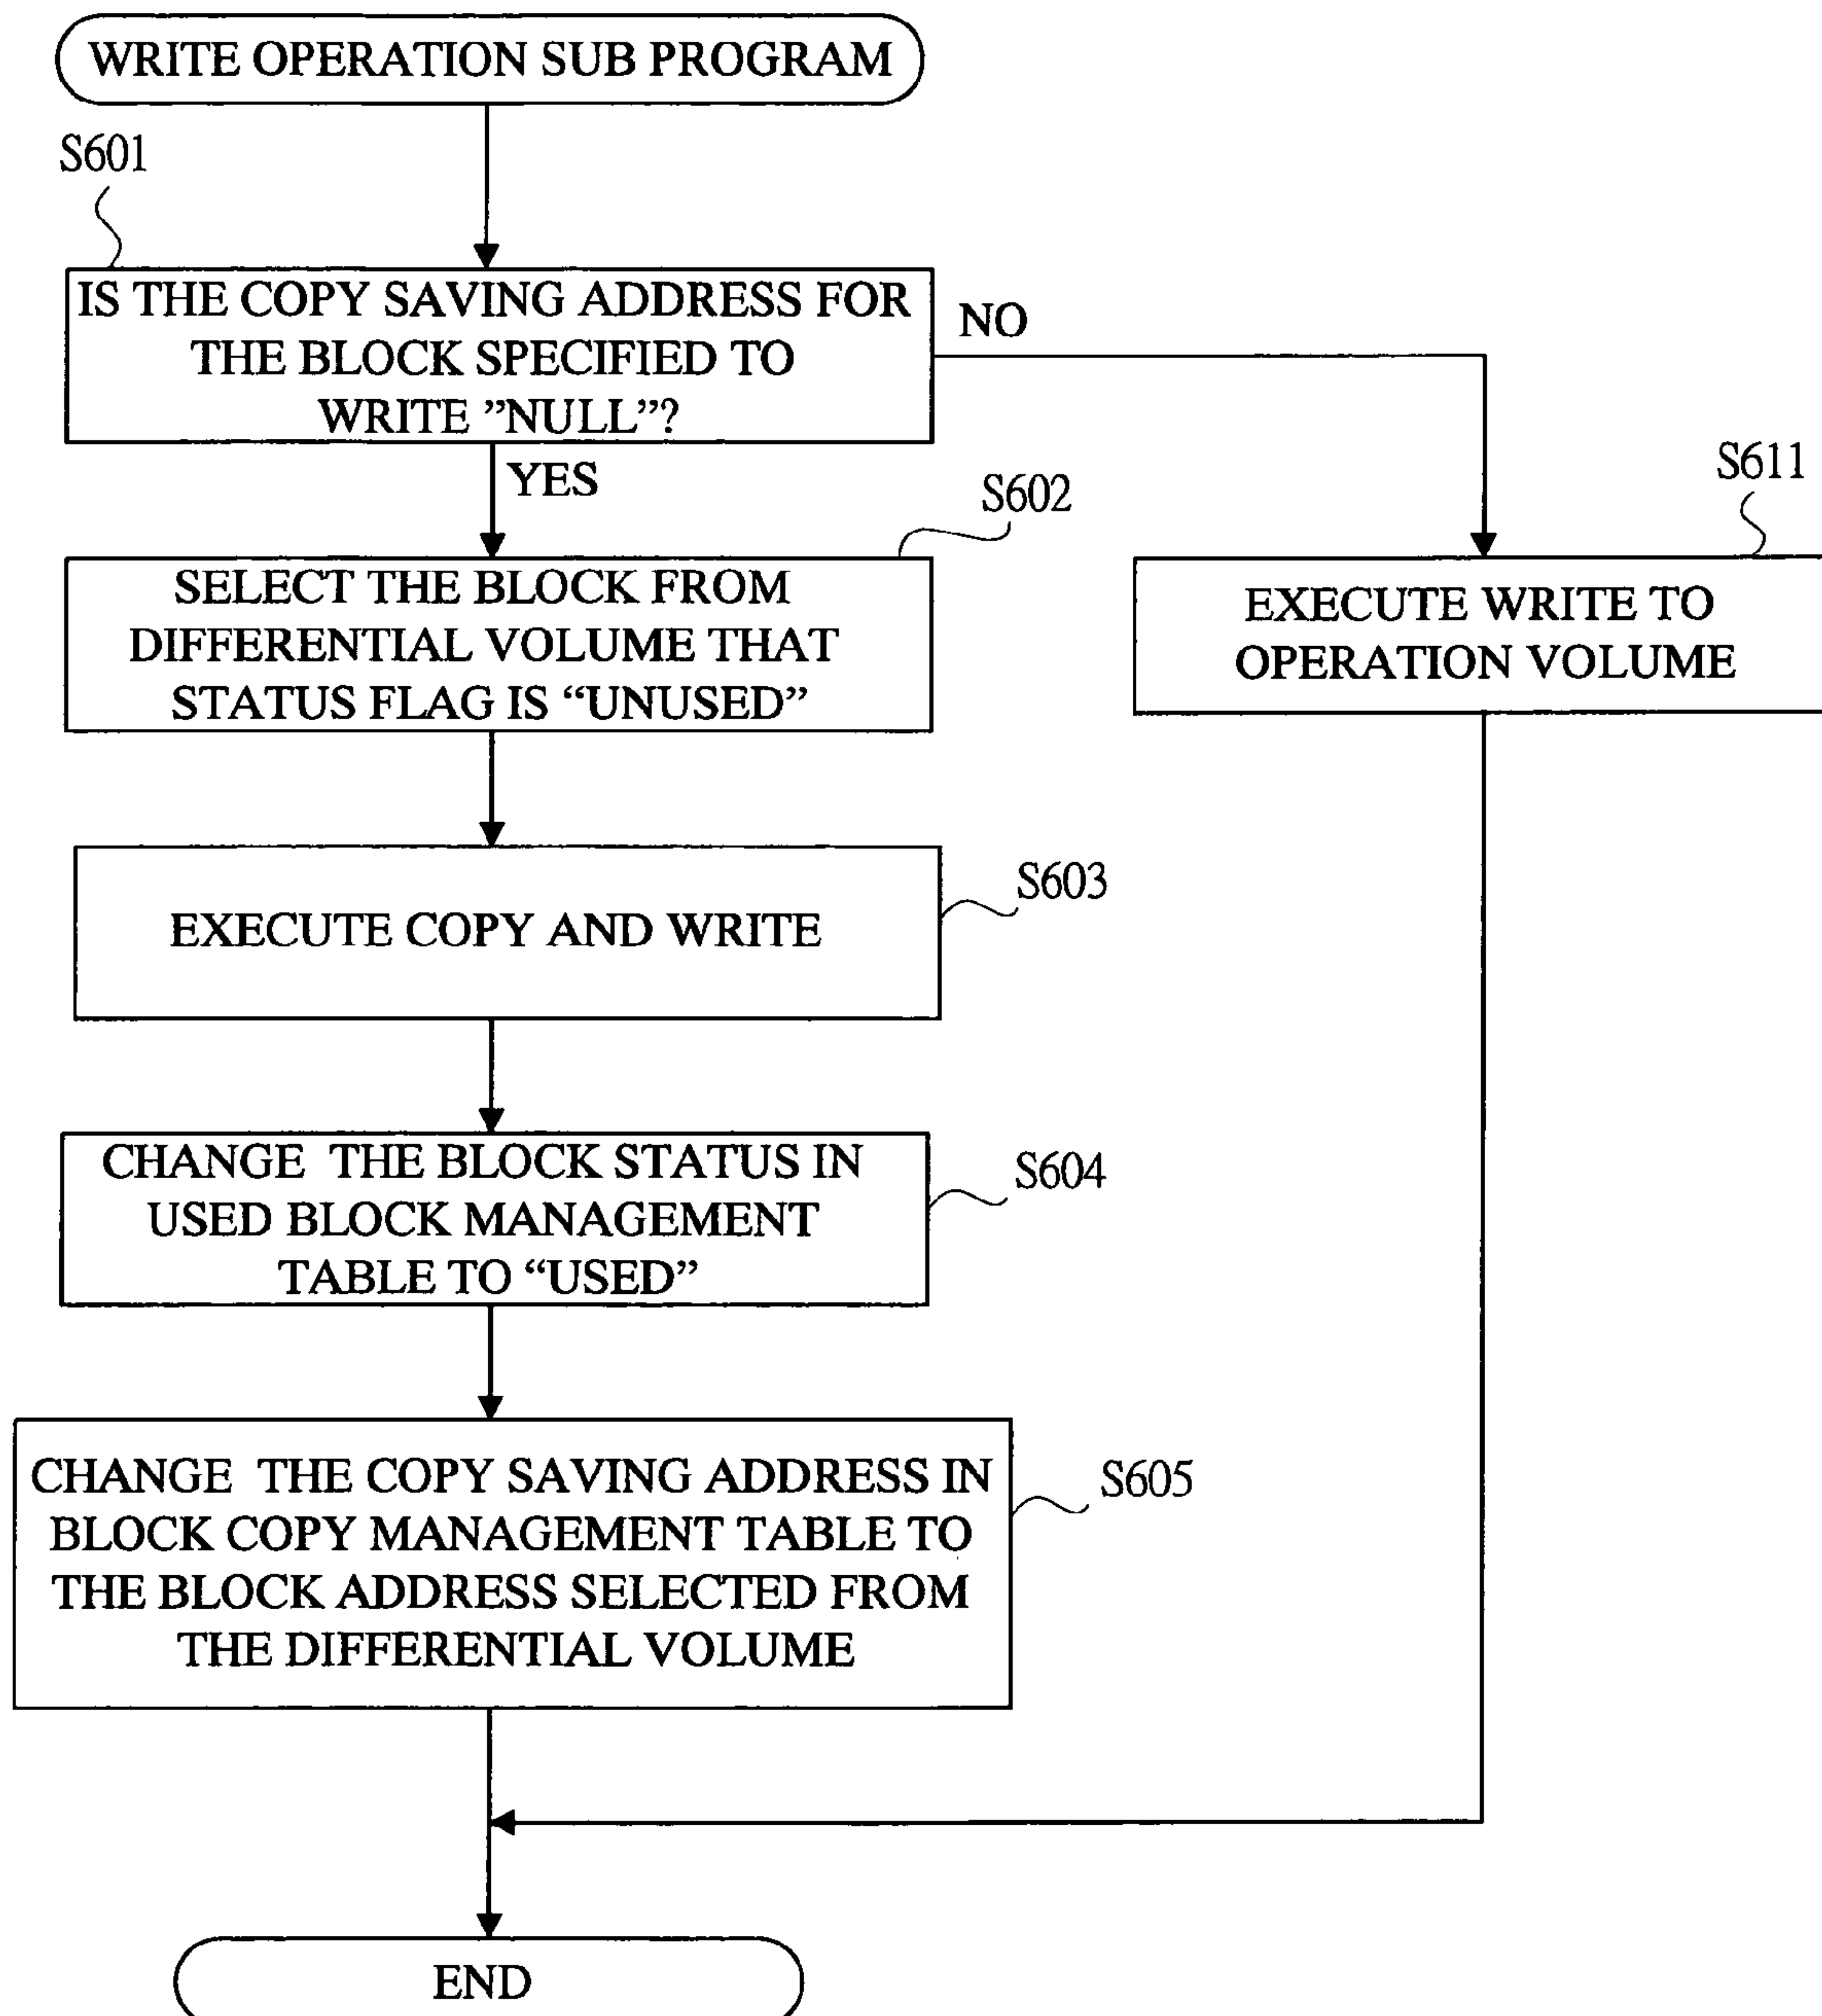 WRITE OPERATION SUB PROGRAM
S601
IS THE COPY SAVING ADDRESS FOR
THE BLOCK SPECIFIED TO
WRITE ”NULL”?
NO
YES
S602
S611
SELECT THE BLOCK FROM
DIFFERENTIAL VOLUME THAT
STATUS FLAG IS “UNUSED”
EXECUTE WRITE TO
OPERATION VOLUME
EXECUTE COPY AND WRITE
S603
CHANGE THE BLOCK STATUS IN
USED BLOCK MANAGEMENT
TABLE TO “USED”
S604
CHANGE THE COPY SAVING ADDRESS IN
BLOCK COPY MANAGEMENT TABLE TO
THE BLOCK ADDRESS SELECTED FROM
THE DIFFERENTIAL VOLUME
S605
END